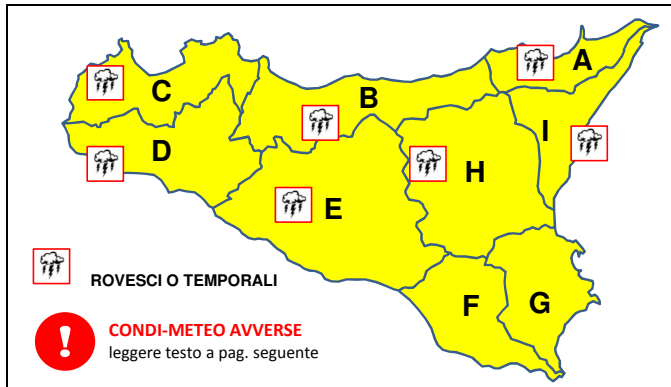 A
C
B
I
D
H
E
ROVESCI O TEMPORALI
F
G
CONDI-METEO AVVERSE
leggere testo a pag. seguente